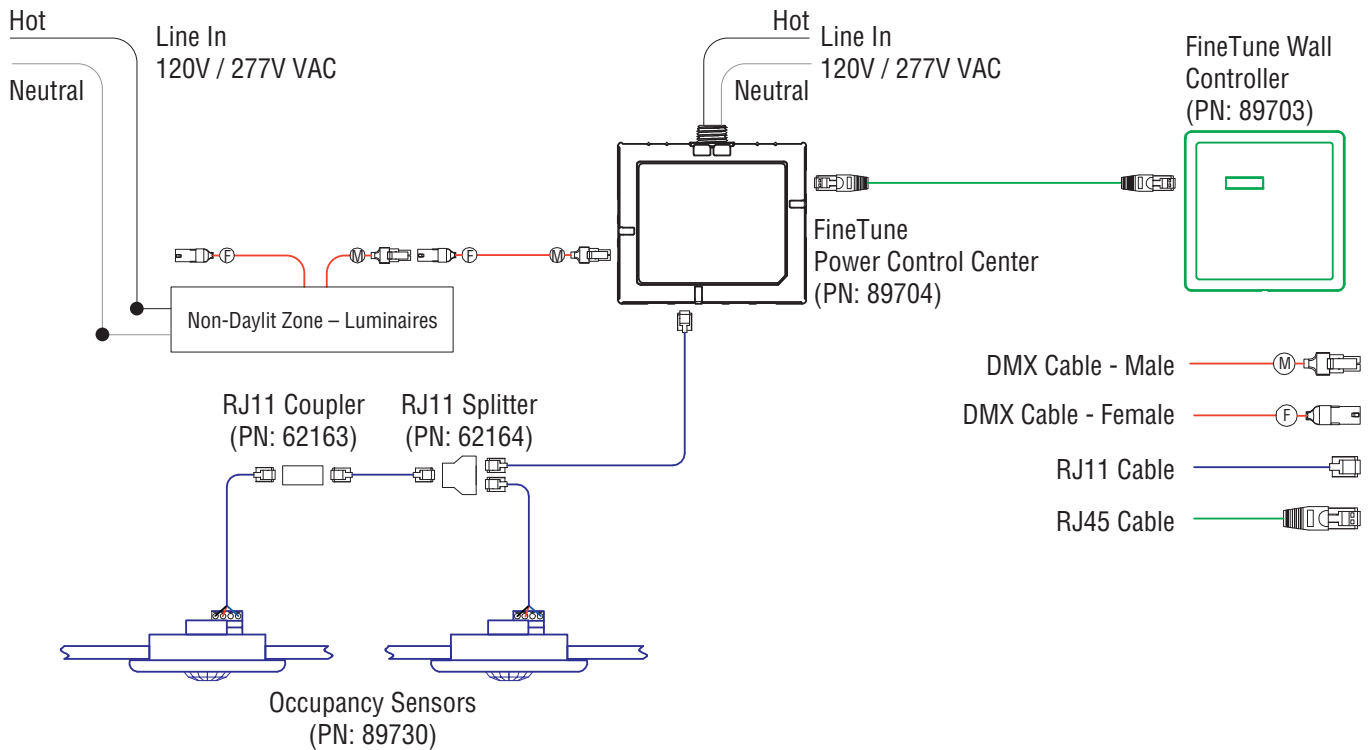 Hot
Neutral
Line In
120V / 277V VAC
Hot
Neutral
Line In
120V / 277V VAC
FineTune Wall
Controller
(PN: 89703)
FineTune
Power Control Center
(PN: 89704)
F
M
F
M
Non-Daylit Zone – Luminaires
RJ11 Coupler
(PN: 62163)
RJ11 Splitter
(PN: 62164)
DMX Cable - Male
M
DMX Cable - Female
F
RJ11 Cable
RJ45 Cable
Occupancy Sensors
(PN: 89730)